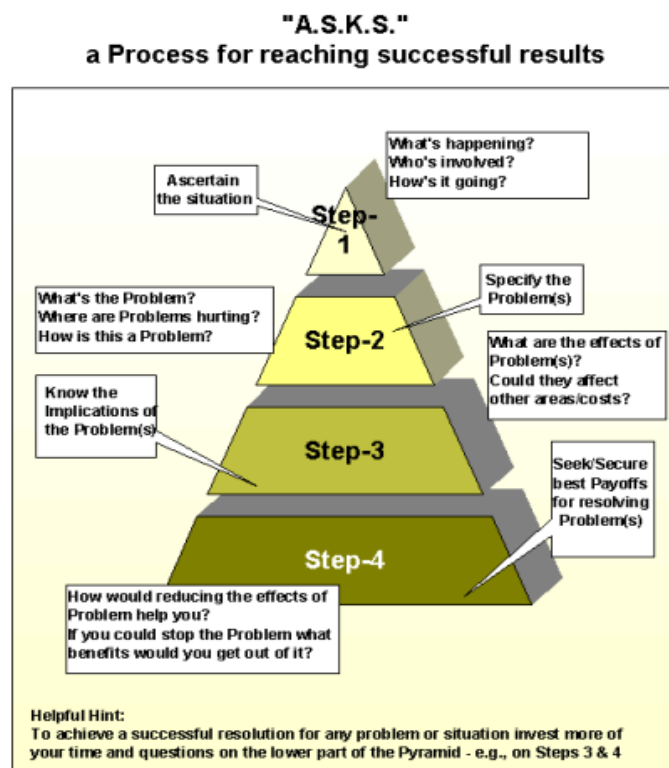 "A.S.K.S."
a Process for reaching successful results
What's happening?
Who's involved?
How's it going?
Ascertain
the situation
Step-
1
Specify the
Problem(s)
What's the Problem?
Where are Problems hurting?
How is this a Problem?
Step-2
What are the effects of
Problem(s)?
Could they affect
other areas/costs?
Know the
Implications of
the Problem(s)
Step-3
Seek/Secure
best Payoffs
for resolving
Problem(s)
Step-4
How would reducing the effects of
Problem help you?
If you could stop the Problem what
benefits would you get out of it?
Helpful Hint:
To achieve a successful resolution for any problem or situation invest more of
your time and questions on the lower part of the Pyramid - e.g., on Steps 3 & 4